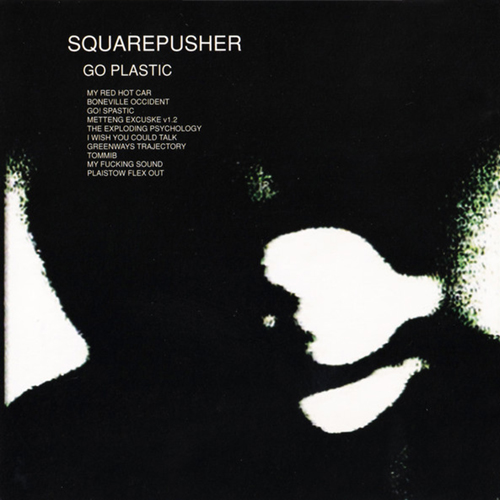 SQUAREPUSHER
GO PLASTIC
MY RED HOT CAR
BONEVILLE OCCIDENT
GO! SPASTIC
METTENG EXCUSKE v1.2
THE EXPLODING PSYCHOLOGY
I WISH YOU COULD TALK
GREENWAYS TRAJECTORY
TOMMIB
MY FUCKING SOUND
PLAISTOW FLEX OUT